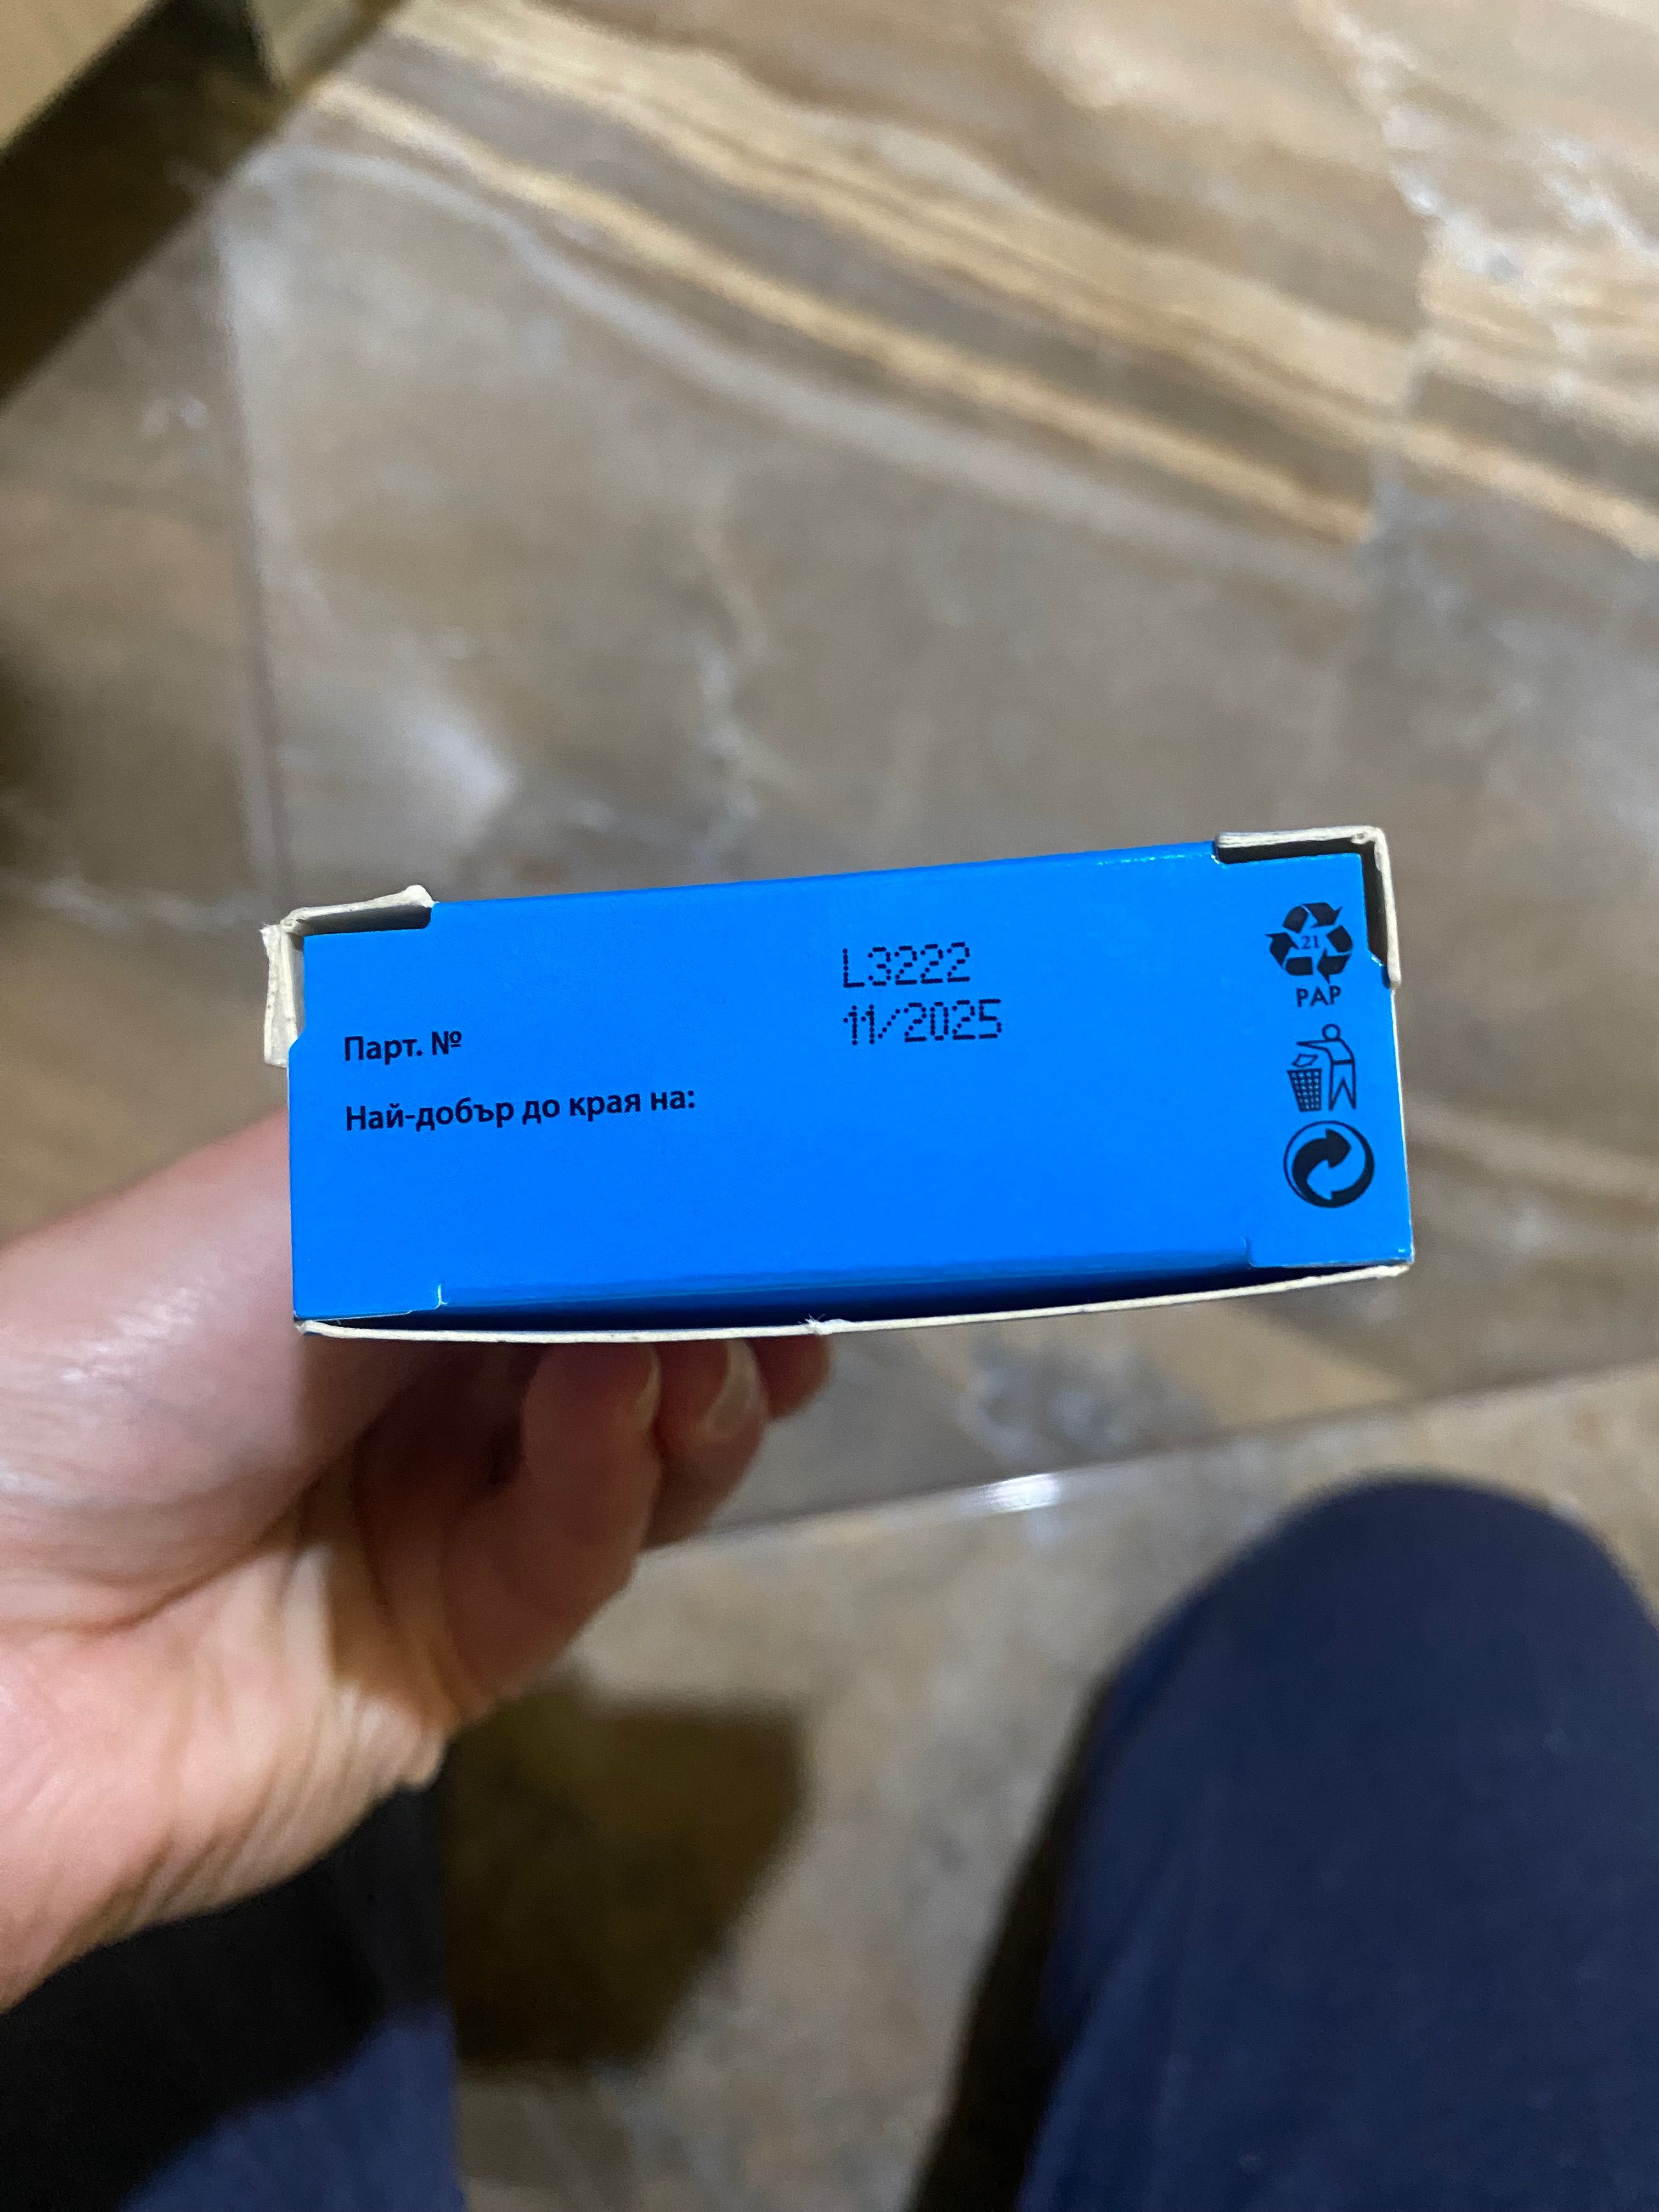 L3222
11/2025
Парт. №
Най-добър до края на:
21
PAP